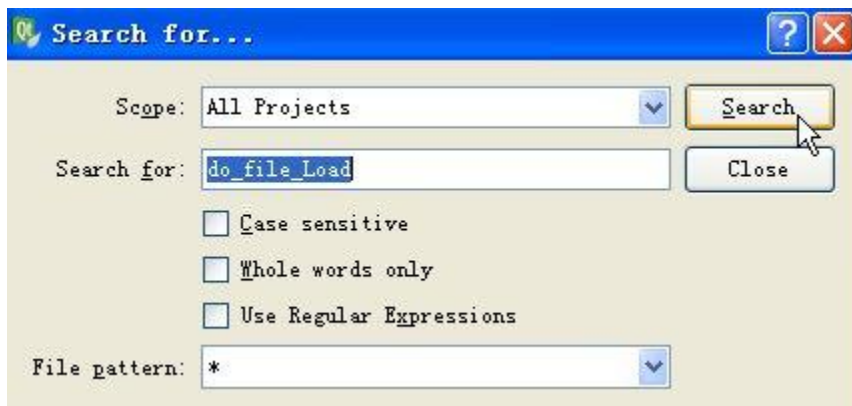 Search for...
Scope: All Projects Search
Search for: do_file_Load Close
Case sensitive
Whole words only
Use Regular Expressions
File pattern: *